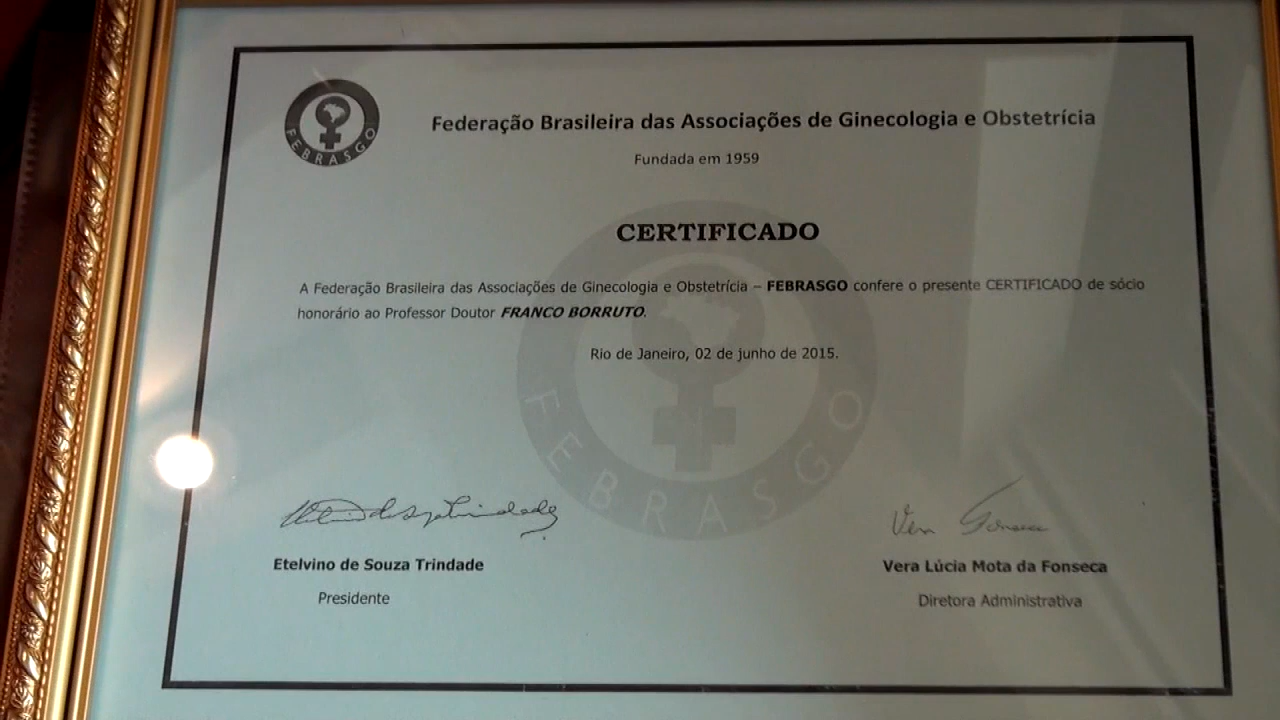 FEBRASGO
Federação Brasileira das Associações de Ginecologia e Obstetrícia
Fundada em 1959
CERTIFICADO
A Federação Brasileira das Associações de Ginecologia e Obstetrícia – FEBRASGO confere o presente CERTIFICADO de sócio
honorário ao Professor Doutor FRANCO BORRUTO.
Rio de Janeiro, 02 de junho de 2015.
FEBRASGO
Etelvino de Souza Trindade
Presidente
Vera Fonseca
Vera Lúcia Mota da Fonseca
Diretora Administrativa